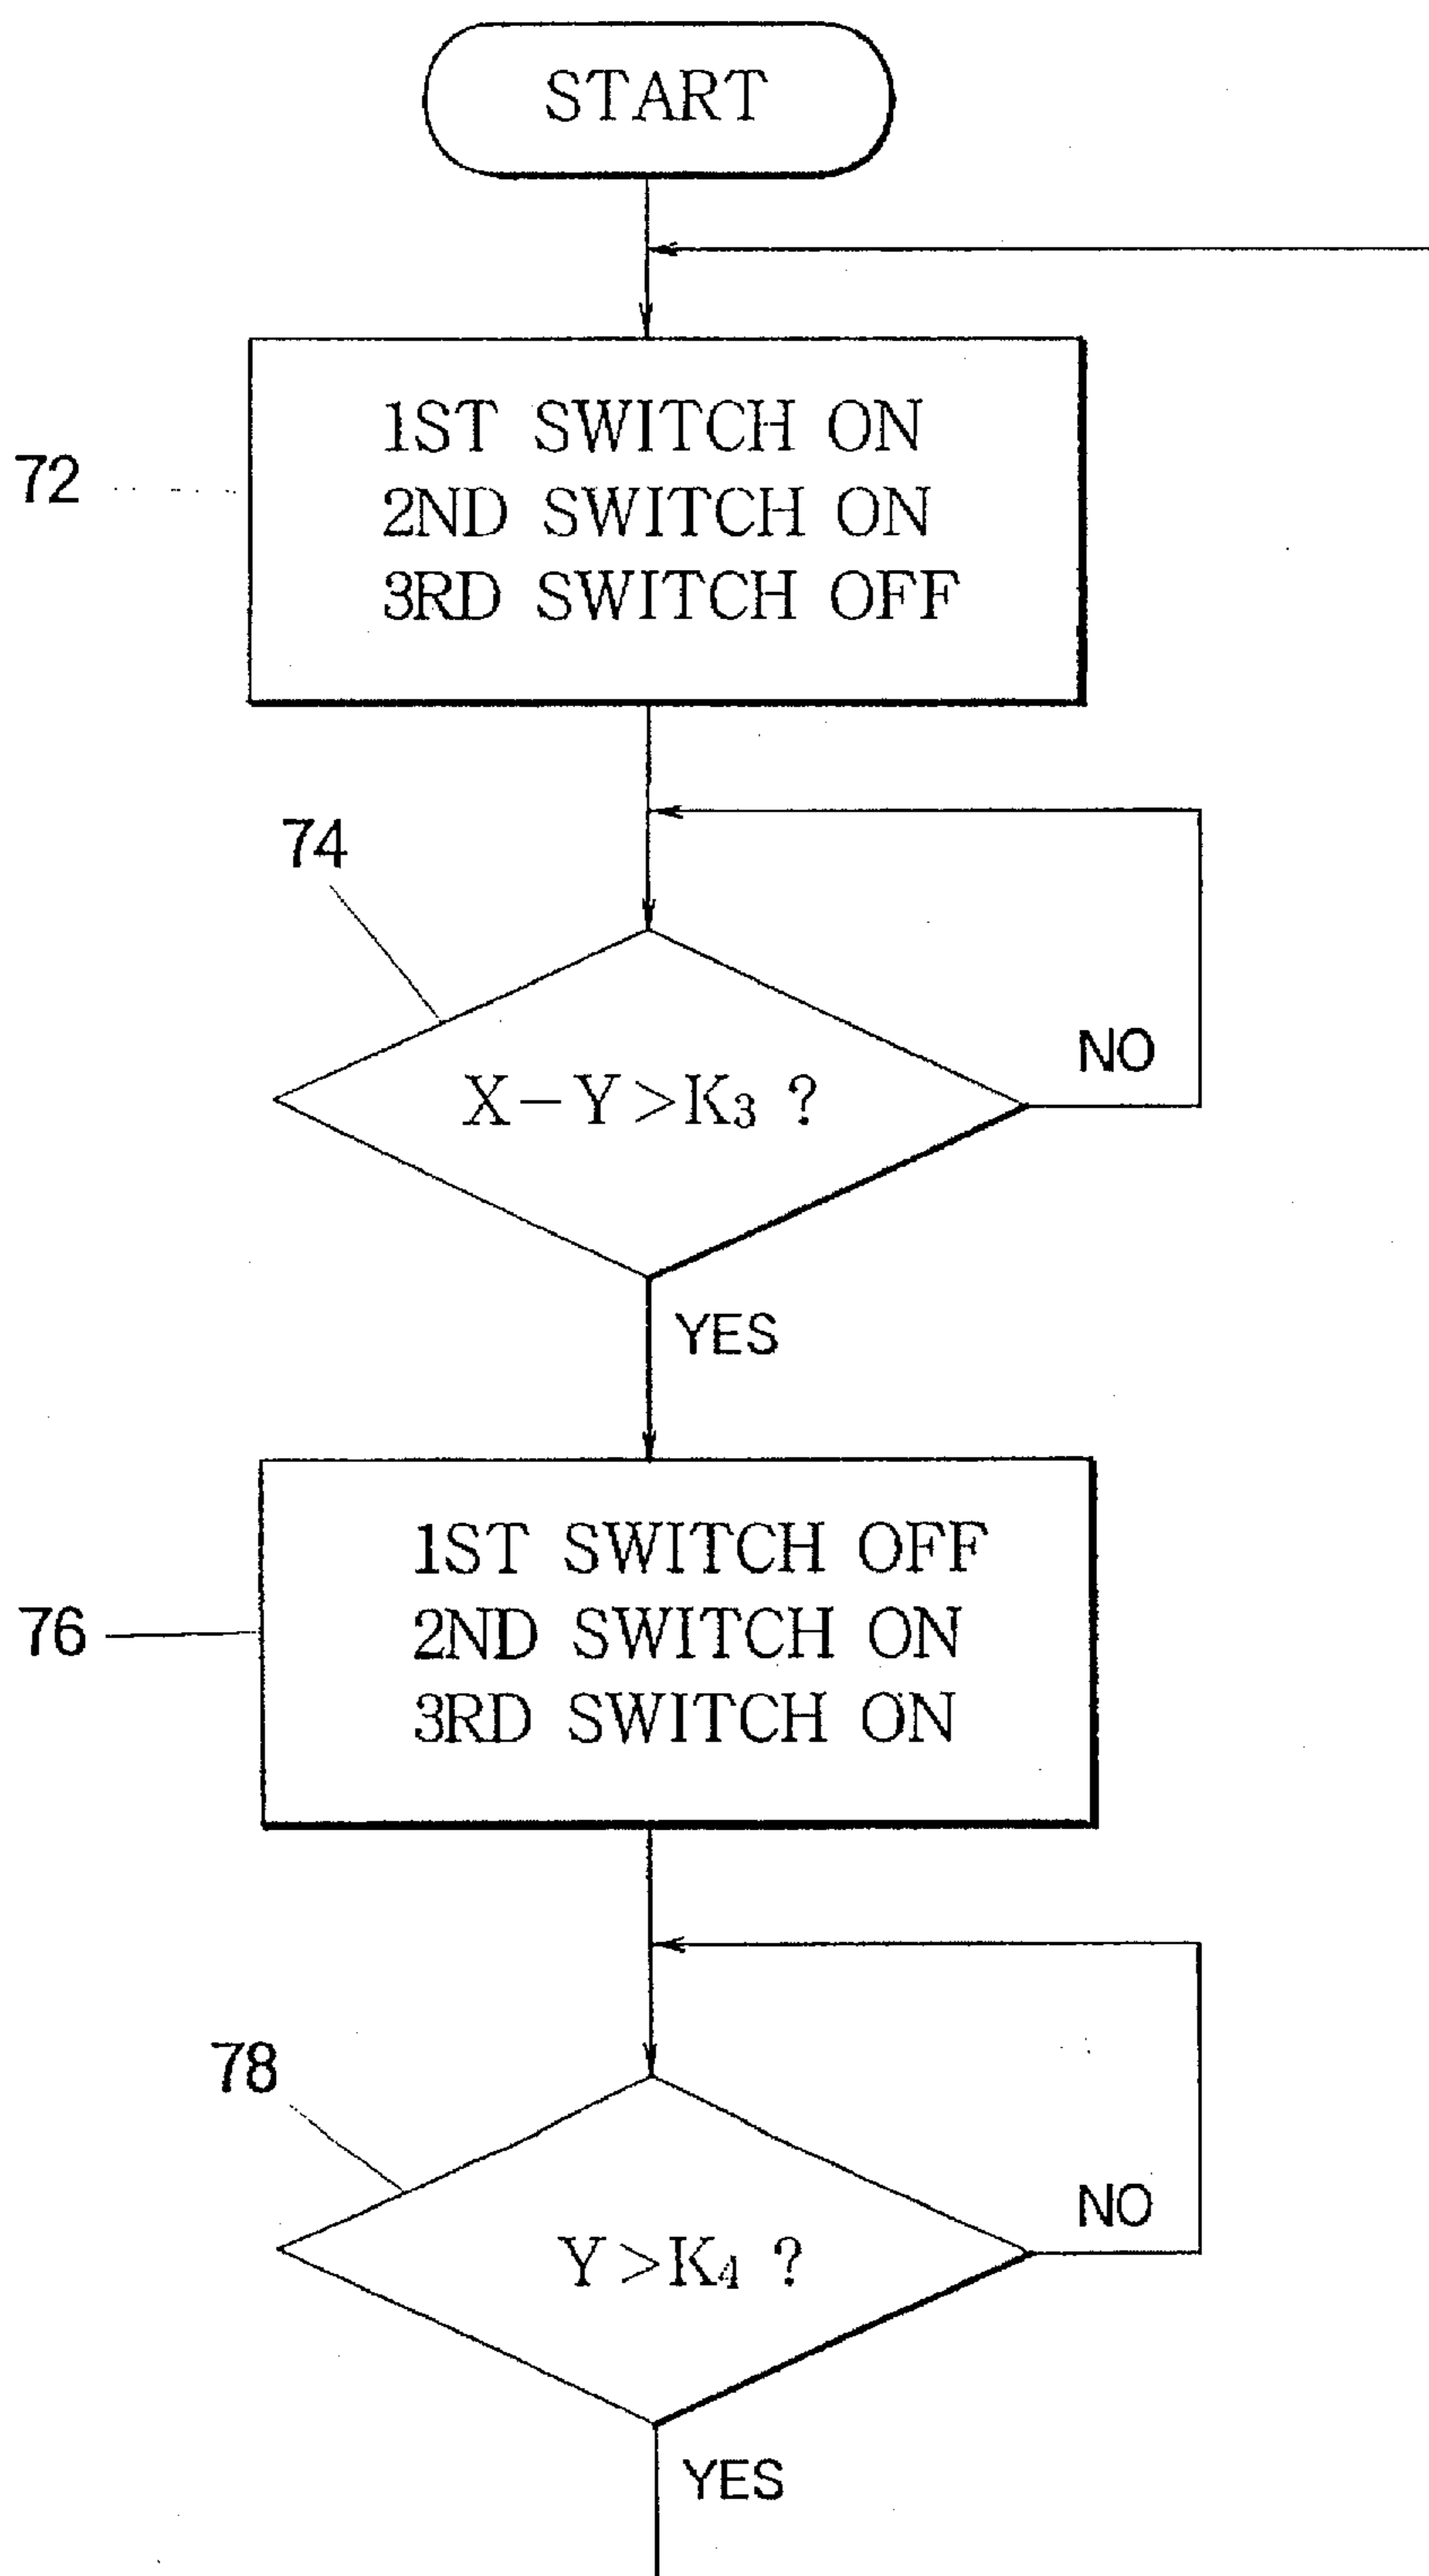 START
72
1ST SWITCH ON
2ND SWITCH ON
3RD SWITCH OFF
74
X−Y>K₃ ?
NO
YES
76
1ST SWITCH OFF
2ND SWITCH ON
3RD SWITCH ON
78
Y>K₄ ?
NO
YES